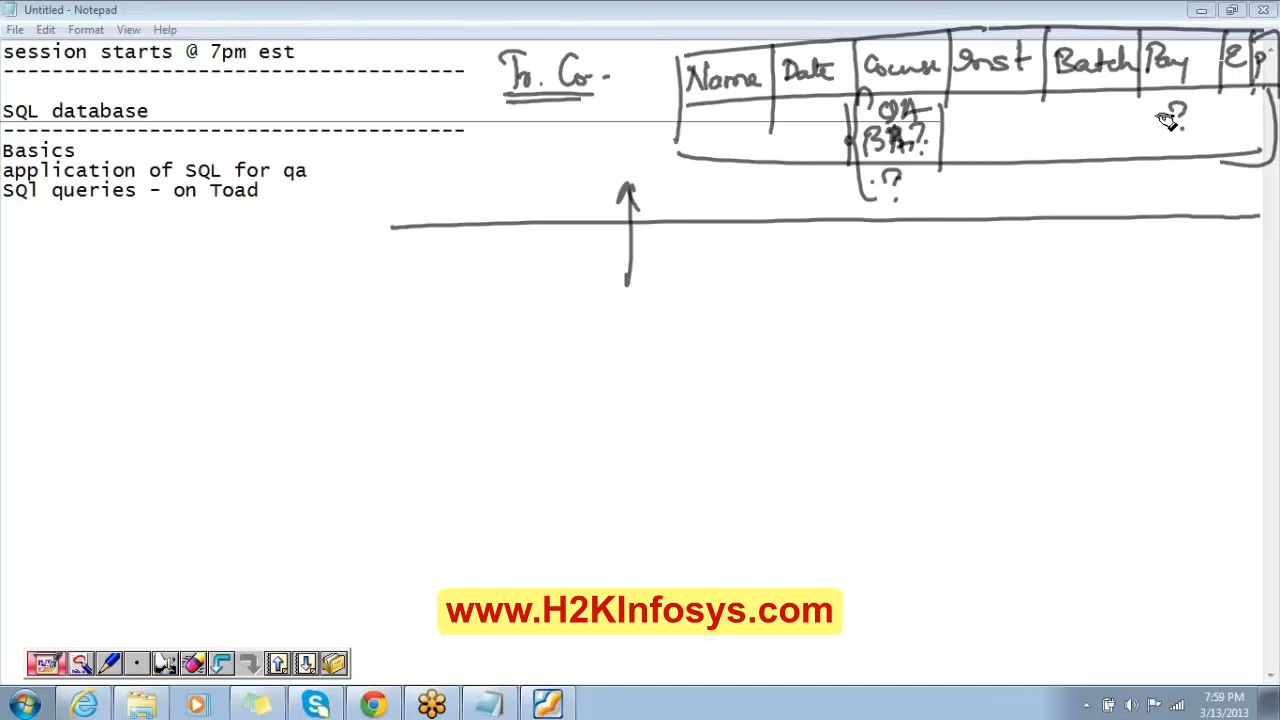 Untitled - Notepad
File Edit Format View Help
session starts @ 7pm est
--------------------------------------
SQL database
--------------------------------------
Basics
application of SQL for qa
SQl queries - on Toad
Tr. Co.
Name Date Course Inst Batch Pay E P
QA ?
BA?
. ?
www.H2KInfosys.com
7:59 PM
3/13/2013